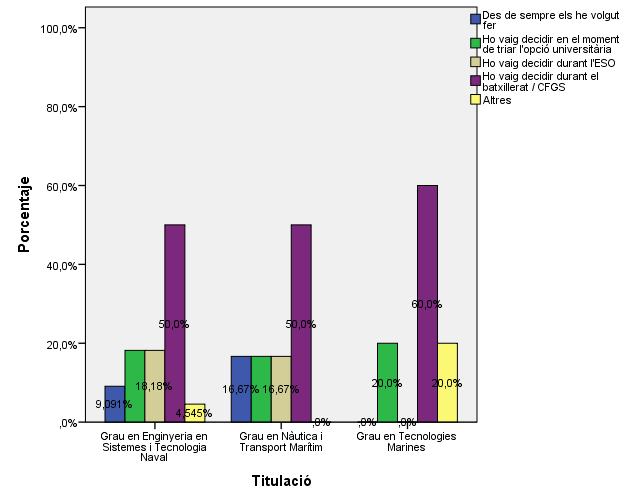 100,0%
80,0%
60,0%
40,0%
20,0%
,0%
Porcentaje
Des de sempre els he volgut
fer
Ho vaig decidir en el moment
de triar l'opció universitària
Ho vaig decidir durant l'ESO
Ho vaig decidir durant el
batxillerat / CFGS
Altres
9,091%
18,18%
50,0%
4,545%
16,67%
16,67%
50,0%
,0%
,0%
20,0%
,0%
60,0%
20,0%
Grau en Enginyeria en
Sistemes i Tecnologia
Naval
Grau en Nàutica i
Transport Marítim
Grau en Tecnologies
Marines
Titulació